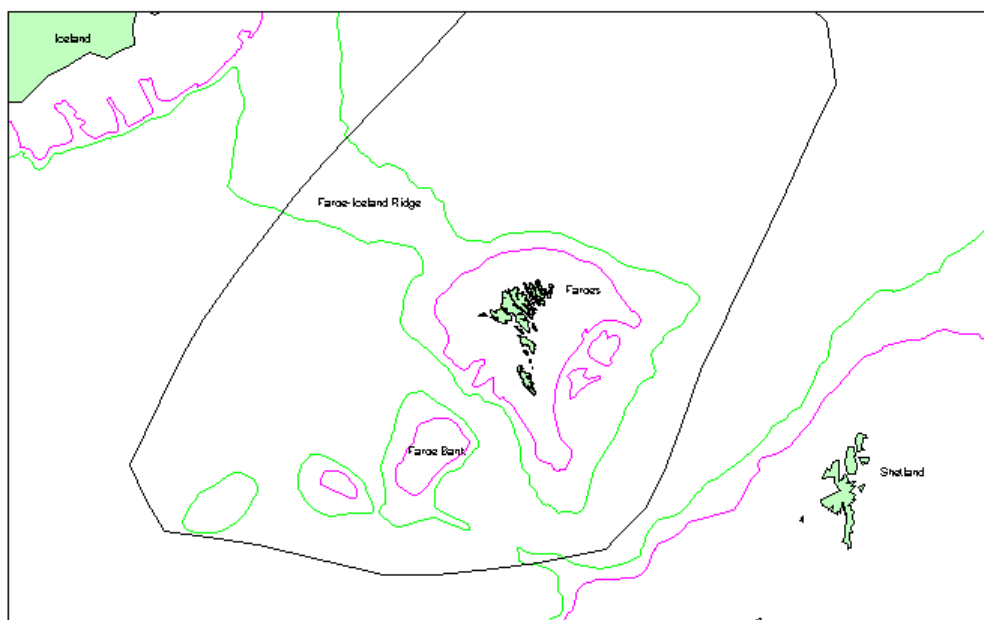 Iceland
Faroe-Iceland Ridge
Faroes
Faroe Bank
Shetland